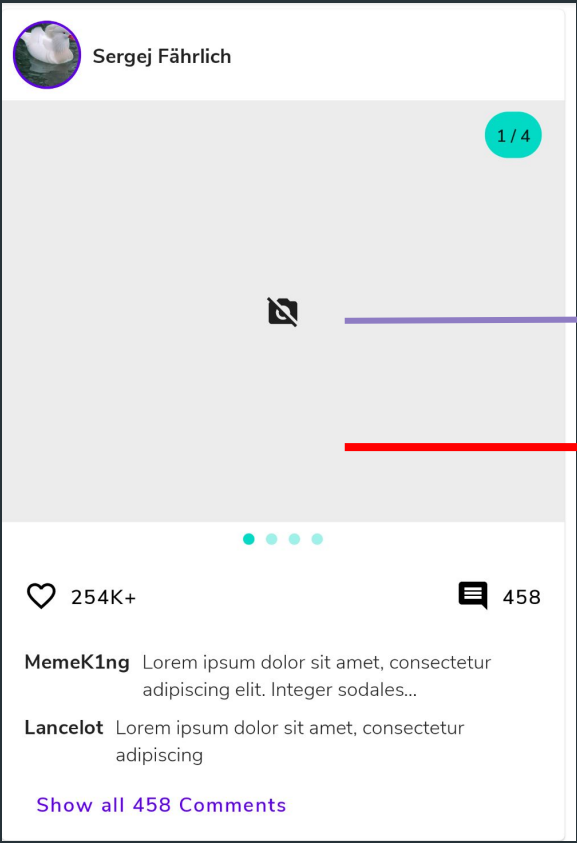 Sergej Fährlich
1 / 4
254K+
458
MemeK1ng Lorem ipsum dolor sit amet, consectetur
adipiscing elit. Integer sodales...
Lancelot Lorem ipsum dolor sit amet, consectetur
adipiscing
Show all 458 Comments